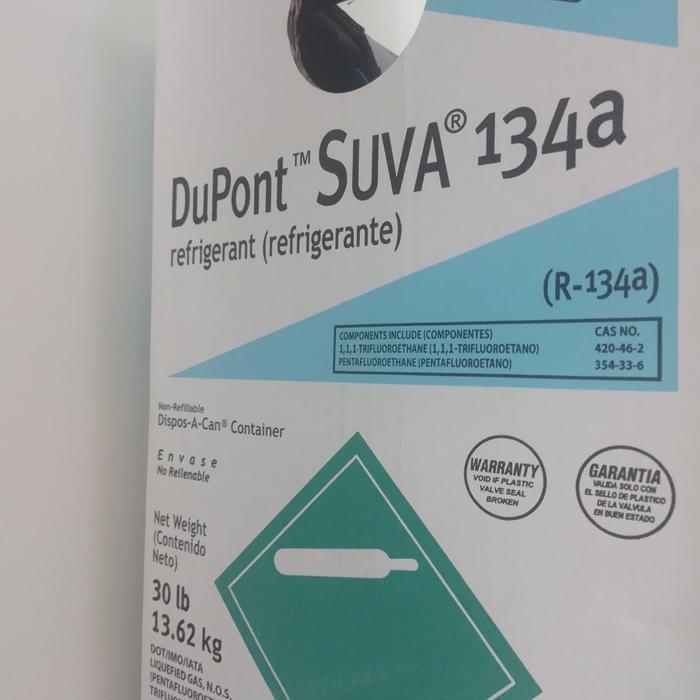 DuPont™ SUVA® 134a
refrigerant (refrigerante)
(R-134a)
COMPONENTS INCLUDE (COMPONENTES) CAS NO.
1,1,1-TRIFLUOROETHANE (1,1,1-TRIFLUOROETANO) 420-46-2
PENTAFLUOROETHANE (PENTAFLUOROETANO) 354-33-6
Non-Refillable
Dispos-A-Can® Container
Envase
No Rellenable
WARRANTY
VOID IF PLASTIC
VALVE SEAL
BROKEN
GARANTIA
VALIDA SOLO CON
EL SELLO DE PLASTICO
DE LA VALVULA
EN BUEN ESTADO
Net Weight
(Contenido
Neto)
30 lb
13.62 kg
DOT/IMO/IATA
LIQUEFIED GAS, N.O.S.
(PENTAFLUOROE
TRIFLUO